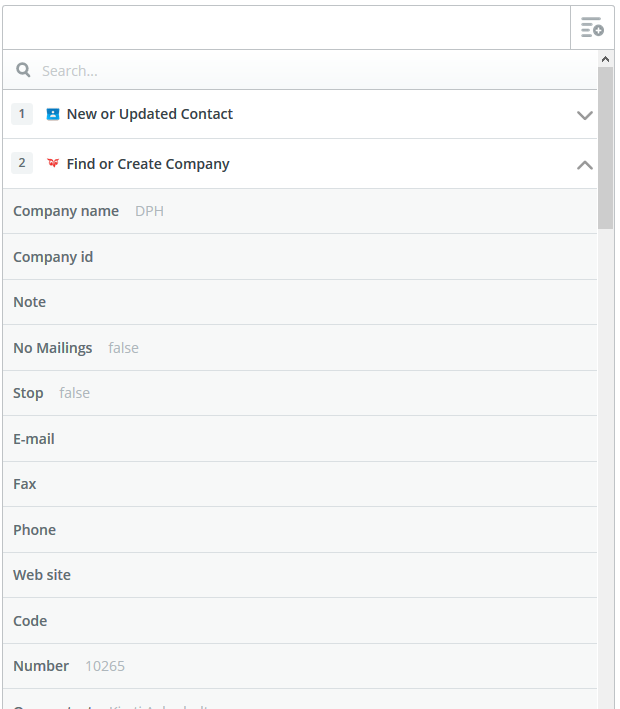 Search...
1 New or Updated Contact
2 Find or Create Company
Company name DPH
Company id
Note
No Mailings false
Stop false
E-mail
Fax
Phone
Web site
Code
Number 10265